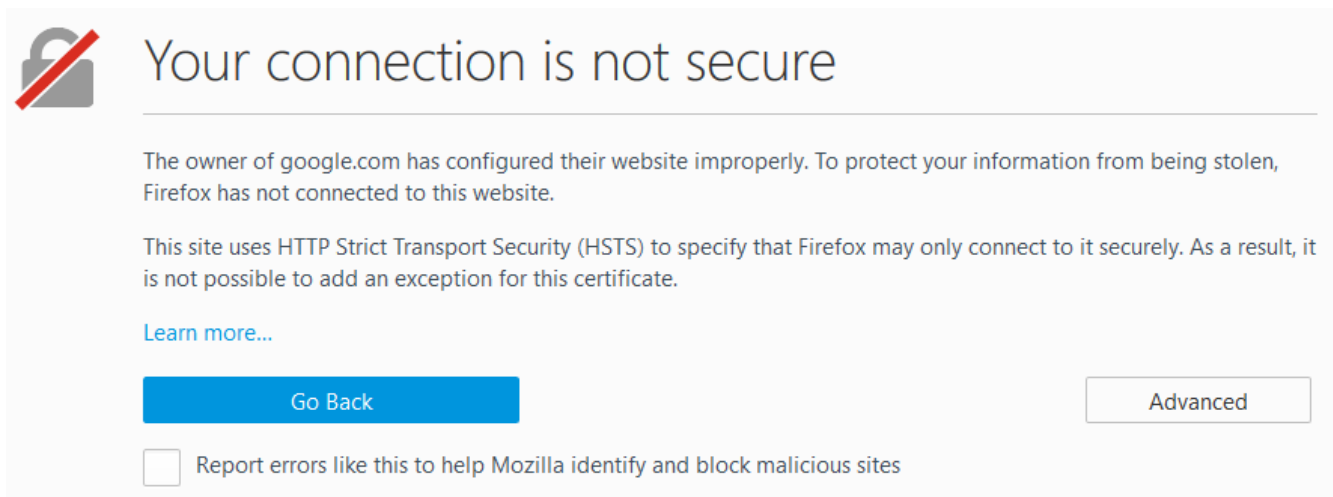 Your connection is not secure
The owner of google.com has configured their website improperly. To protect your information from being stolen,
Firefox has not connected to this website.
This site uses HTTP Strict Transport Security (HSTS) to specify that Firefox may only connect to it securely. As a result, it
is not possible to add an exception for this certificate.
Learn more...
Go Back
Advanced
Report errors like this to help Mozilla identify and block malicious sites